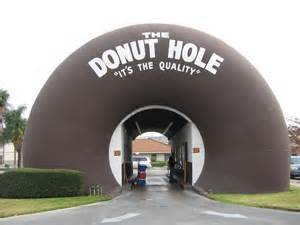 THE
DONUT HOLE
"IT'S THE QUALITY"